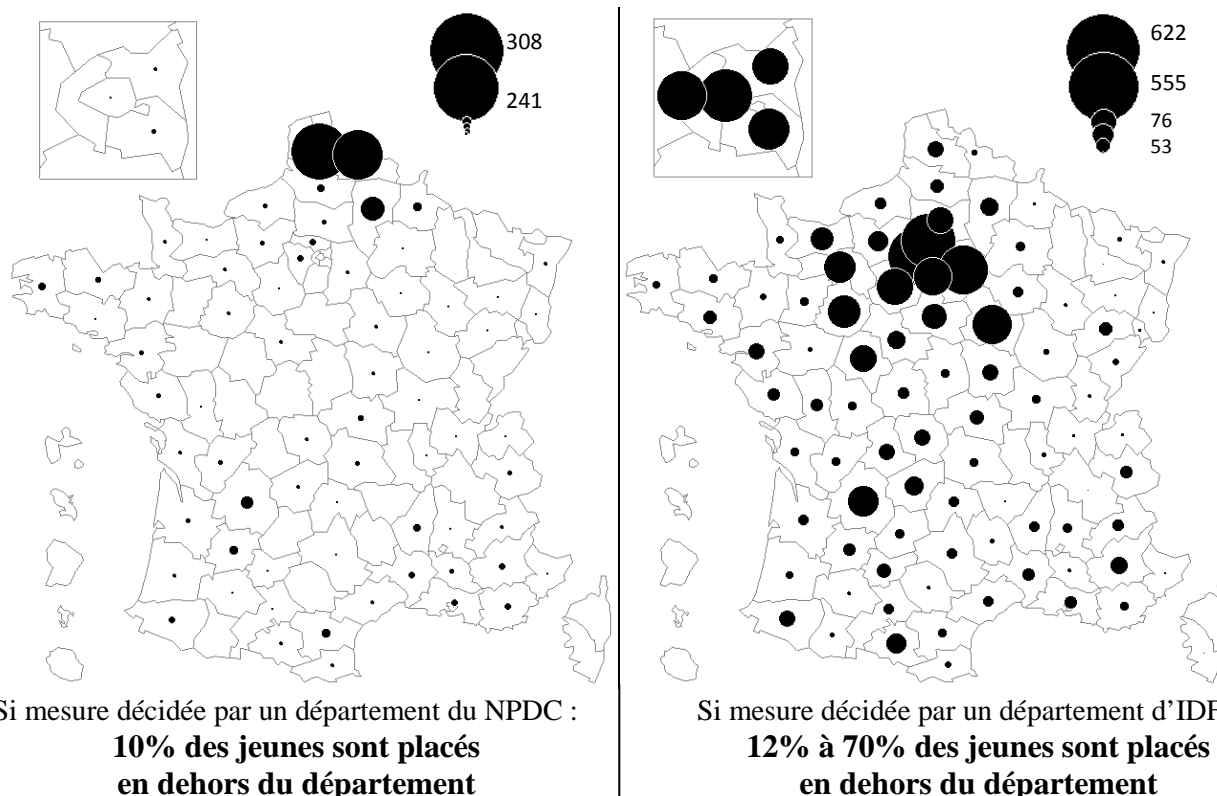 308
241
622
555
76
53
Si mesure décidée par un département du NPDC :
10% des jeunes sont placés
en dehors du département
Si mesure décidée par un département d'IDF
12% à 70% des jeunes sont placés
en dehors du département